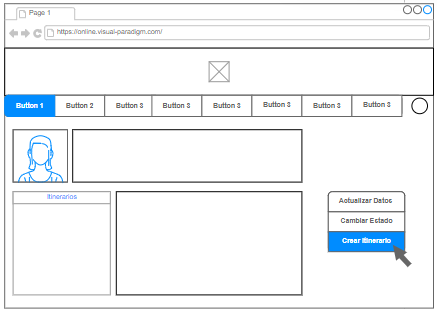 Page 1
https://online.visual-paradigm.com/
Button 1
Button 2
Button 3
Button 3
Button 3
Button 3
Button 3
Button 3
Itinerarios
Aotualizar Datos
Cambiar Estado
Crear Itinerario